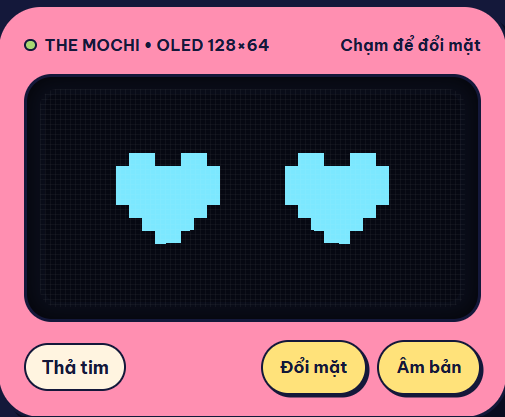 THE MOCHI • OLED 128×64
Chạm để đổi mặt
Thả tim
Đổi mặt
Âm bản